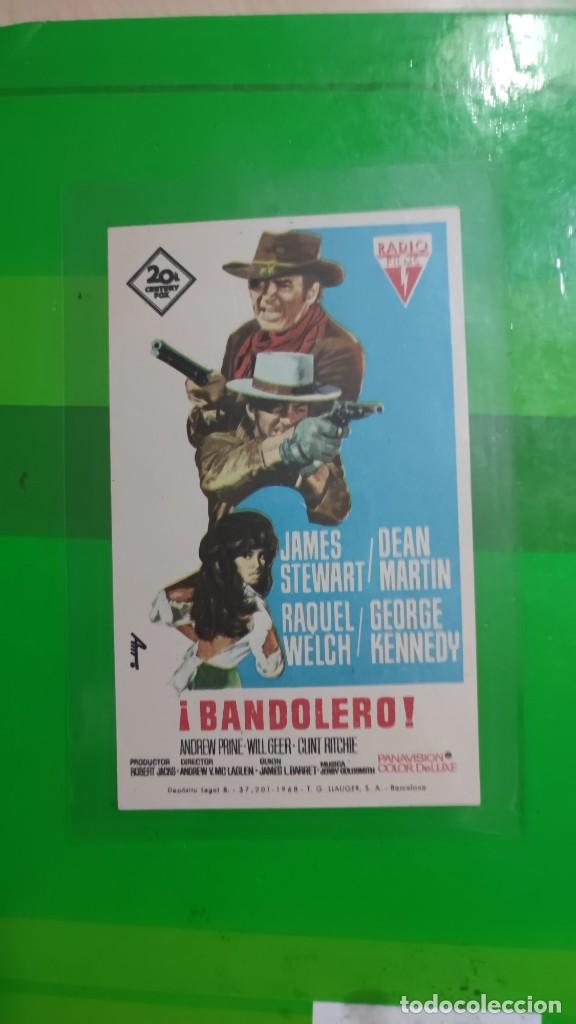 20th
CENTURY
FOX
RADIO
FILMS
JAMES STEWART / DEAN MARTIN
RAQUEL WELCH / GEORGE KENNEDY
¡BANDOLERO!
ANDREW PRINE - WILL GEER - CLINT RITCHIE
PRODUCTOR DIRECTOR GUION MUSICA
ROBERT JACKS - ANDREW V. MC LAGLEN - JAMES L. BARRET - JERRY GOLDSMITH
PANAVISION
COLOR DeLUXE
Depósito Legal B. - 37,201-1968 - T. G. LLAUGER, S. A. - Barcelona
todocoleccion